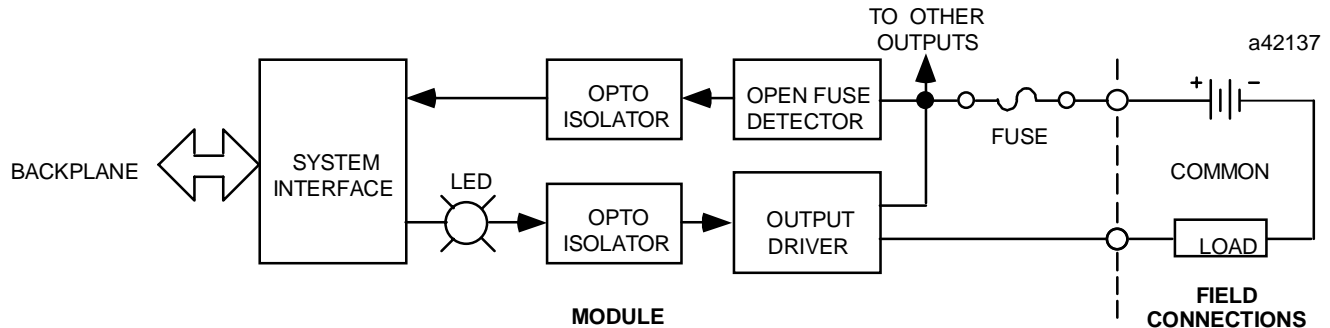 TO OTHER
OUTPUTS
a42137
OPTO
ISOLATOR
OPEN FUSE
DETECTOR
+
−
FUSE
BACKPLANE
SYSTEM
INTERFACE
LED
COMMON
OPTO
ISOLATOR
OUTPUT
DRIVER
LOAD
MODULE
FIELD
CONNECTIONS